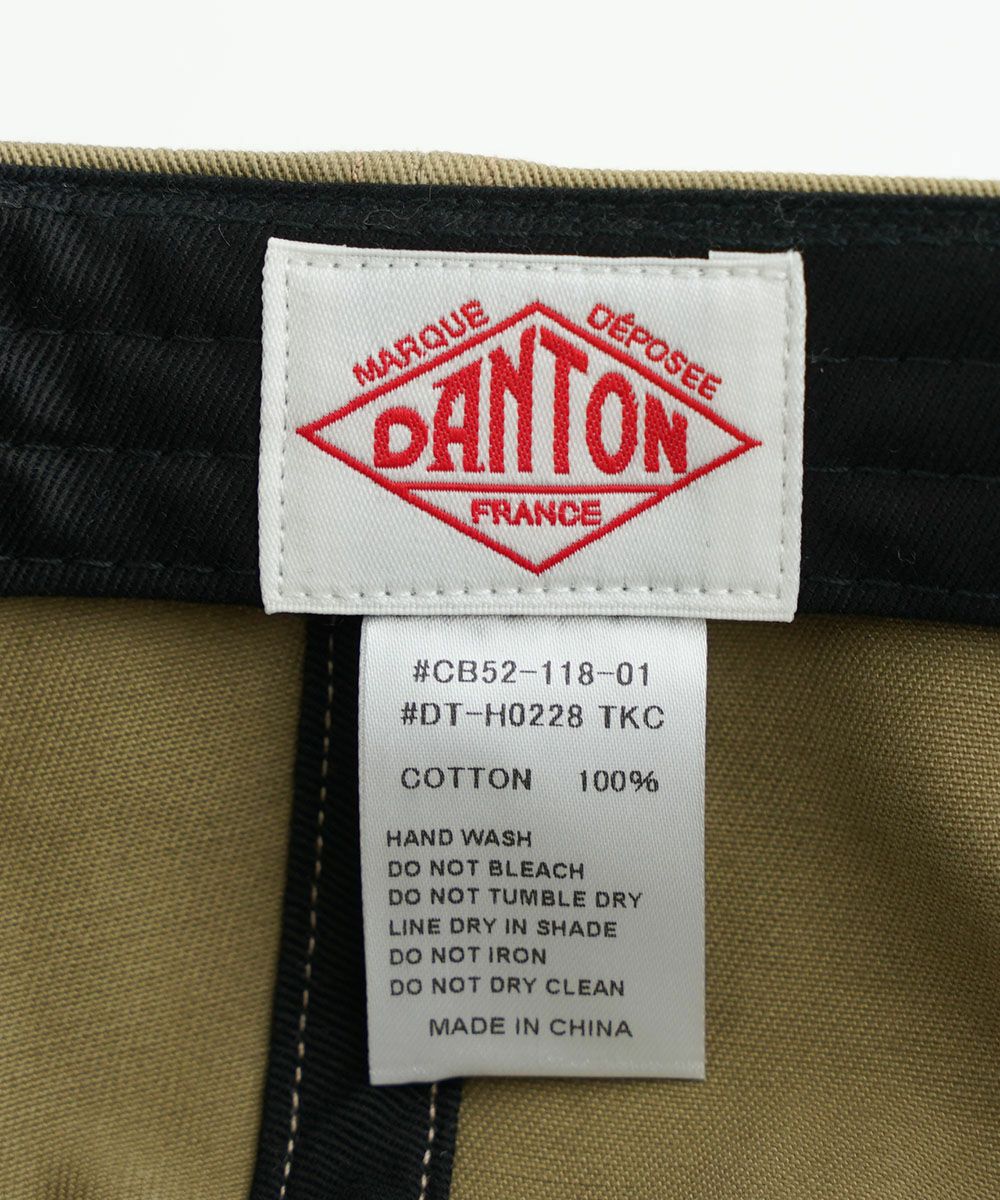 MARQUE DÉPOSÉE
DANTON
FRANCE
#CB52-118-01
#DT-H0228 TKC
COTTON 100%
HAND WASH
DO NOT BLEACH
DO NOT TUMBLE DRY
LINE DRY IN SHADE
DO NOT IRON
DO NOT DRY CLEAN
MADE IN CHINA